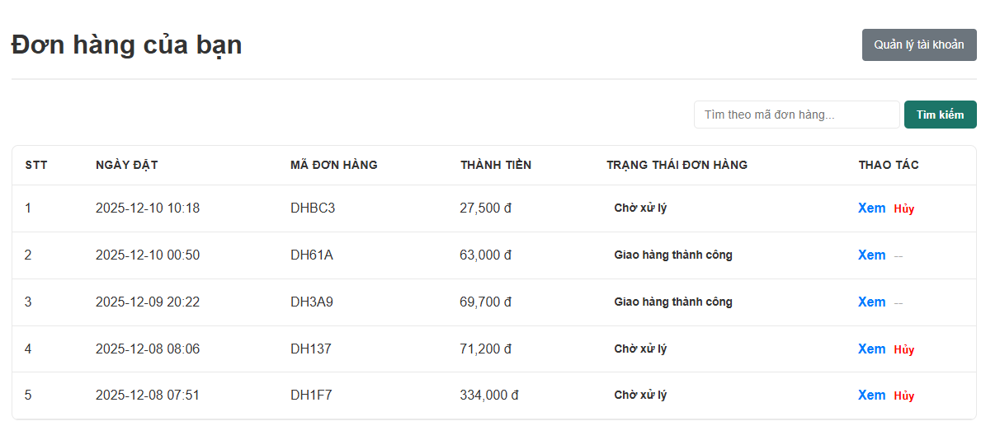 Đơn hàng của bạn
Quản lý tài khoản
Tìm theo mã đơn hàng...
Tìm kiếm
STT NGÀY ĐẶT MÃ ĐƠN HÀNG THÀNH TIỀN TRẠNG THÁI ĐƠN HÀNG THAO TÁC
1 2025-12-10 10:18 DHBC3 27,500 đ Chờ xử lý Xem Hủy
2 2025-12-10 00:50 DH61A 63,000 đ Giao hàng thành công Xem --
3 2025-12-09 20:22 DH3A9 69,700 đ Giao hàng thành công Xem --
4 2025-12-08 08:06 DH137 71,200 đ Chờ xử lý Xem Hủy
5 2025-12-08 07:51 DH1F7 334,000 đ Chờ xử lý Xem Hủy